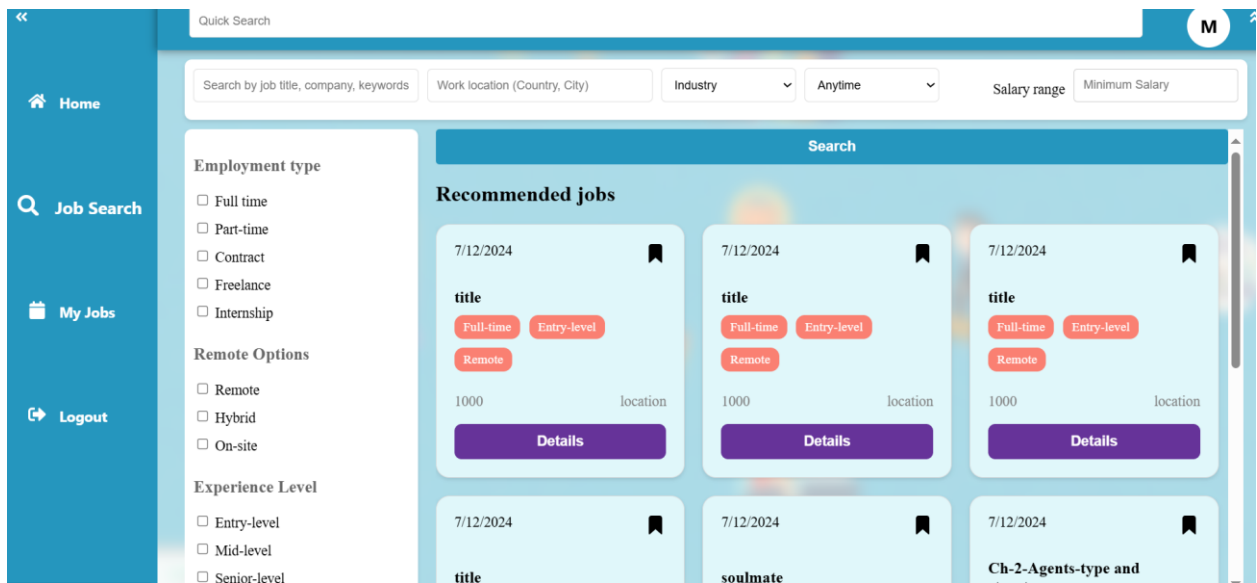 Quick Search
M
Home
Job Search
My Jobs
Logout
Search by job title, company, keywords
Work location (Country, City)
Industry
Anytime
Salary range
Minimum Salary
Employment type
Full time
Part-time
Contract
Freelance
Internship
Remote Options
Remote
Hybrid
On-site
Experience Level
Entry-level
Mid-level
Senior-level
Search
Recommended jobs
7/12/2024
title
Full-time Entry-level
Remote
1000 location
Details
7/12/2024
title
Full-time Entry-level
Remote
1000 location
Details
7/12/2024
title
Full-time Entry-level
Remote
1000 location
Details
7/12/2024
title
7/12/2024
soulmate
7/12/2024
Ch-2-Agents-type and